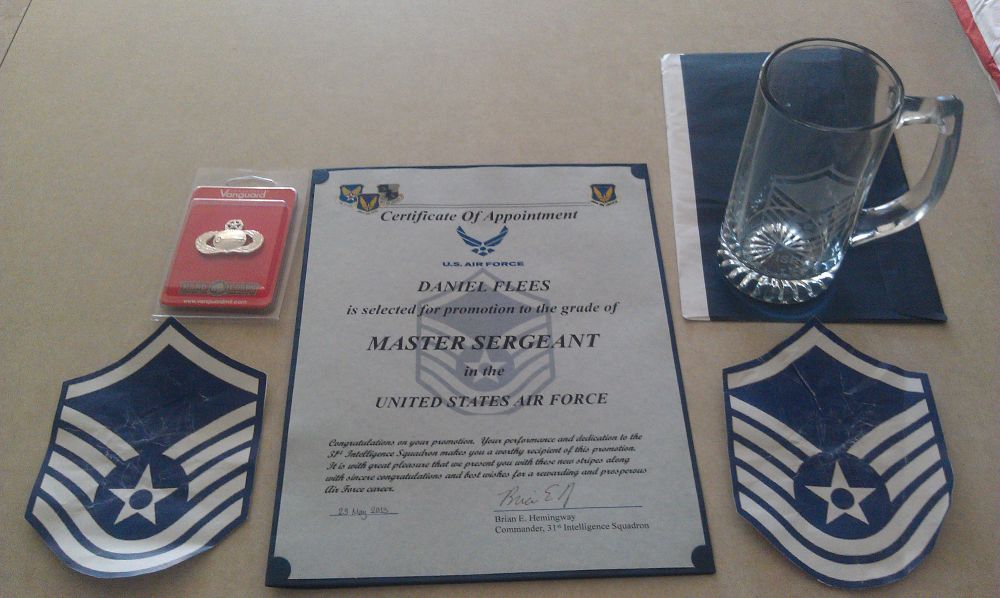 Vanguard
www.vanguardmil.com
Certificate Of Appointment
U.S. AIR FORCE
DANIEL FLEES
is selected for promotion to the grade of
MASTER SERGEANT
in the
UNITED STATES AIR FORCE
Congratulations on your promotion. Your performance and dedication to the
31st Intelligence Squadron makes you a worthy recipient of this promotion.
It is with great pleasure that we present you with these new stripes along
with sincere congratulations and best wishes for a rewarding and prosperous
Air Force career.
29 May 2013
Brian E. Hemingway
Commander, 31st Intelligence Squadron